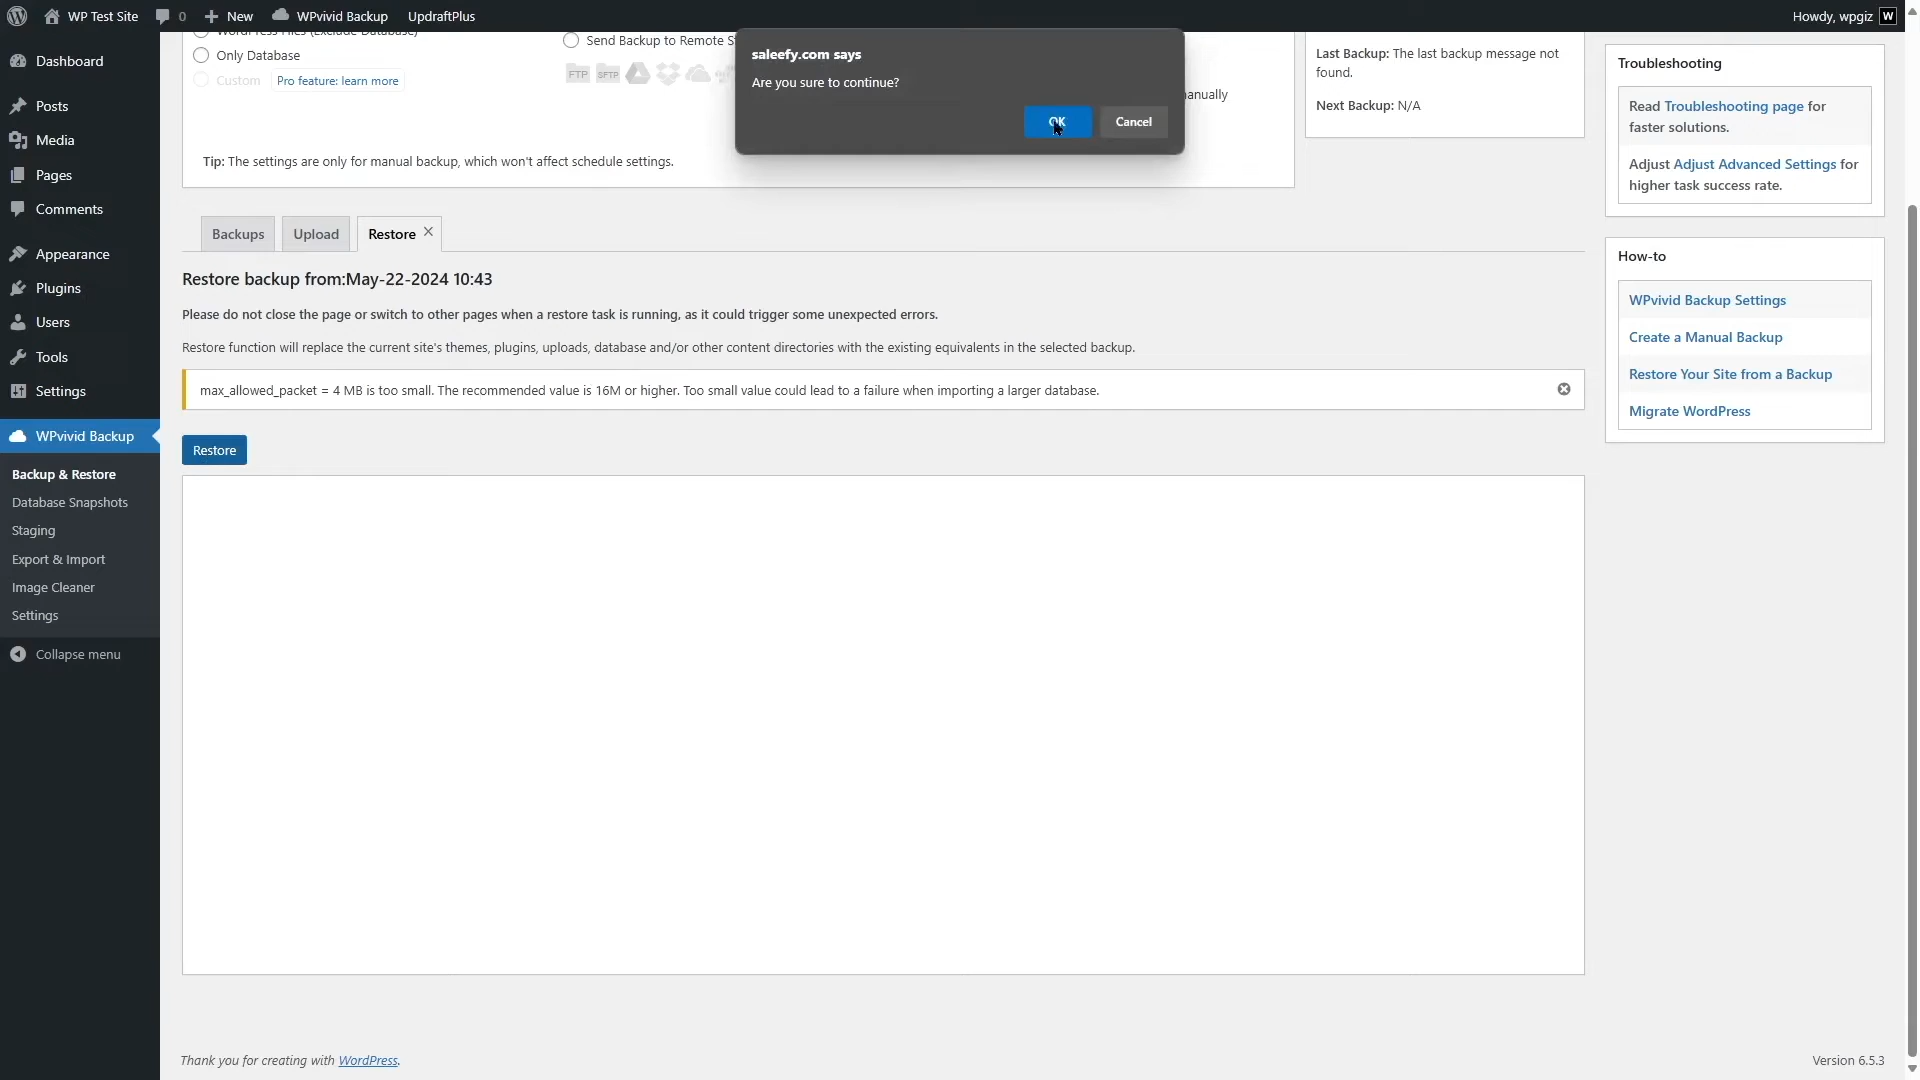 WP Test Site
0
New
WPvivid Backup
UpdraftPlus
Howdy, wpgiz
Dashboard
Posts
Media
Pages
Comments
Appearance
Plugins
Users
Tools
Settings
WPvivid Backup
Backup & Restore
Database Snapshots
Staging
Export & Import
Image Cleaner
Settings
Collapse menu
WordPress Files (Exclude Database)
Only Database
Custom
Pro feature: learn more
Send Backup to Remote
FTP
SFTP
Tip: The settings are only for manual backup, which won't affect schedule settings.
saleefy.com says
Are you sure to continue?
OK
Cancel
Last Backup: The last backup message not
found.
Next Backup: N/A
Troubleshooting
Read Troubleshooting page for
faster solutions.
Adjust Adjust Advanced Settings for
higher task success rate.
How-to
WPvivid Backup Settings
Create a Manual Backup
Restore Your Site from a Backup
Migrate WordPress
Backups
Upload
Restore
Restore backup from:May-22-2024 10:43
Please do not close the page or switch to other pages when a restore task is running, as it could trigger some unexpected errors.
Restore function will replace the current site's themes, plugins, uploads, database and/or other content directories with the existing equivalents in the selected backup.
max_allowed_packet = 4 MB is too small. The recommended value is 16M or higher. Too small value could lead to a failure when importing a larger database.
Restore
Thank you for creating with WordPress.
Version 6.5.3